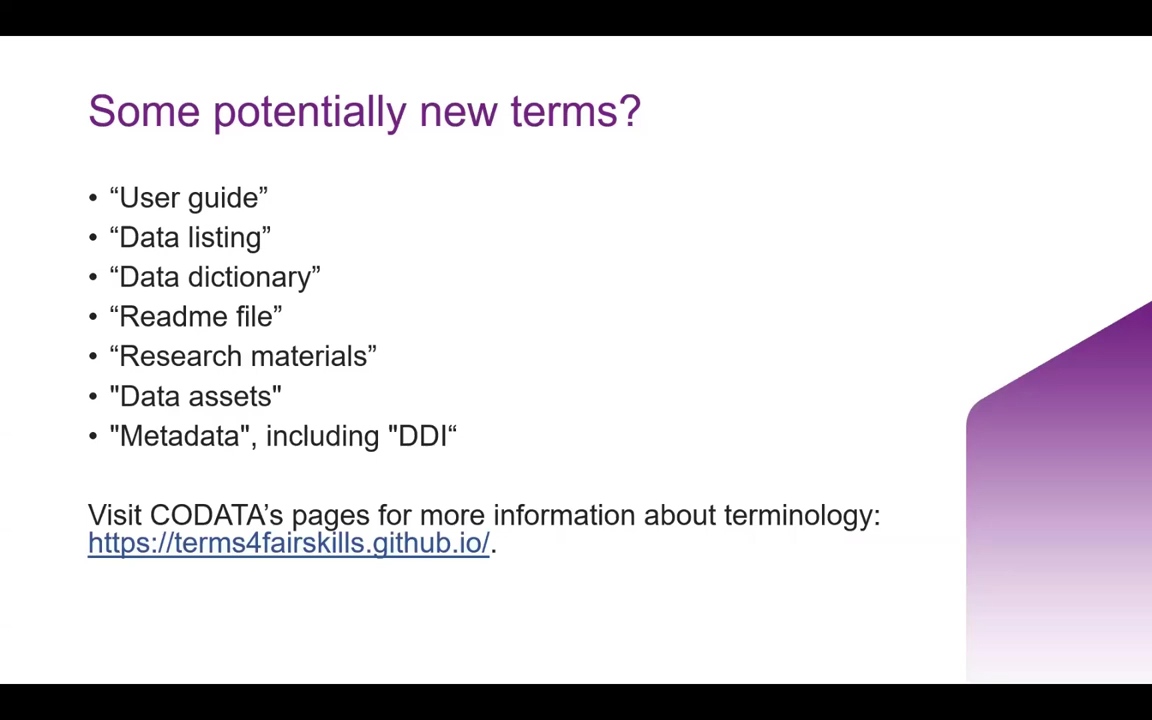 Some potentially new terms?
• “User guide”
• “Data listing”
• “Data dictionary”
• “Readme file”
• “Research materials”
• "Data assets"
• "Metadata", including "DDI“
Visit CODATA’s pages for more information about terminology:
https://terms4fairskills.github.io/.